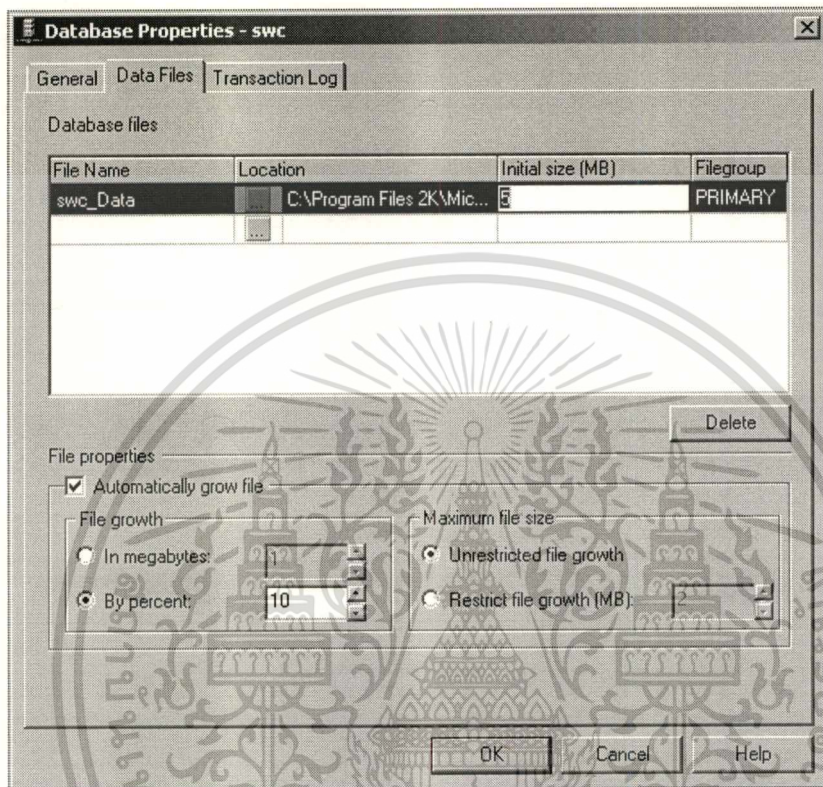 Database Properties - swc
General Data Files Transaction Log
Database files
File Name Location Initial size (MB) Filegroup
swc_Data ... C:\Program Files 2K\Mic... 5 PRIMARY
...
Delete
File properties
Automatically grow file
File growth
In megabytes: 1
By percent: 10
Maximum file size
Unrestricted file growth
Restrict file growth (MB): 2
OK Cancel Help